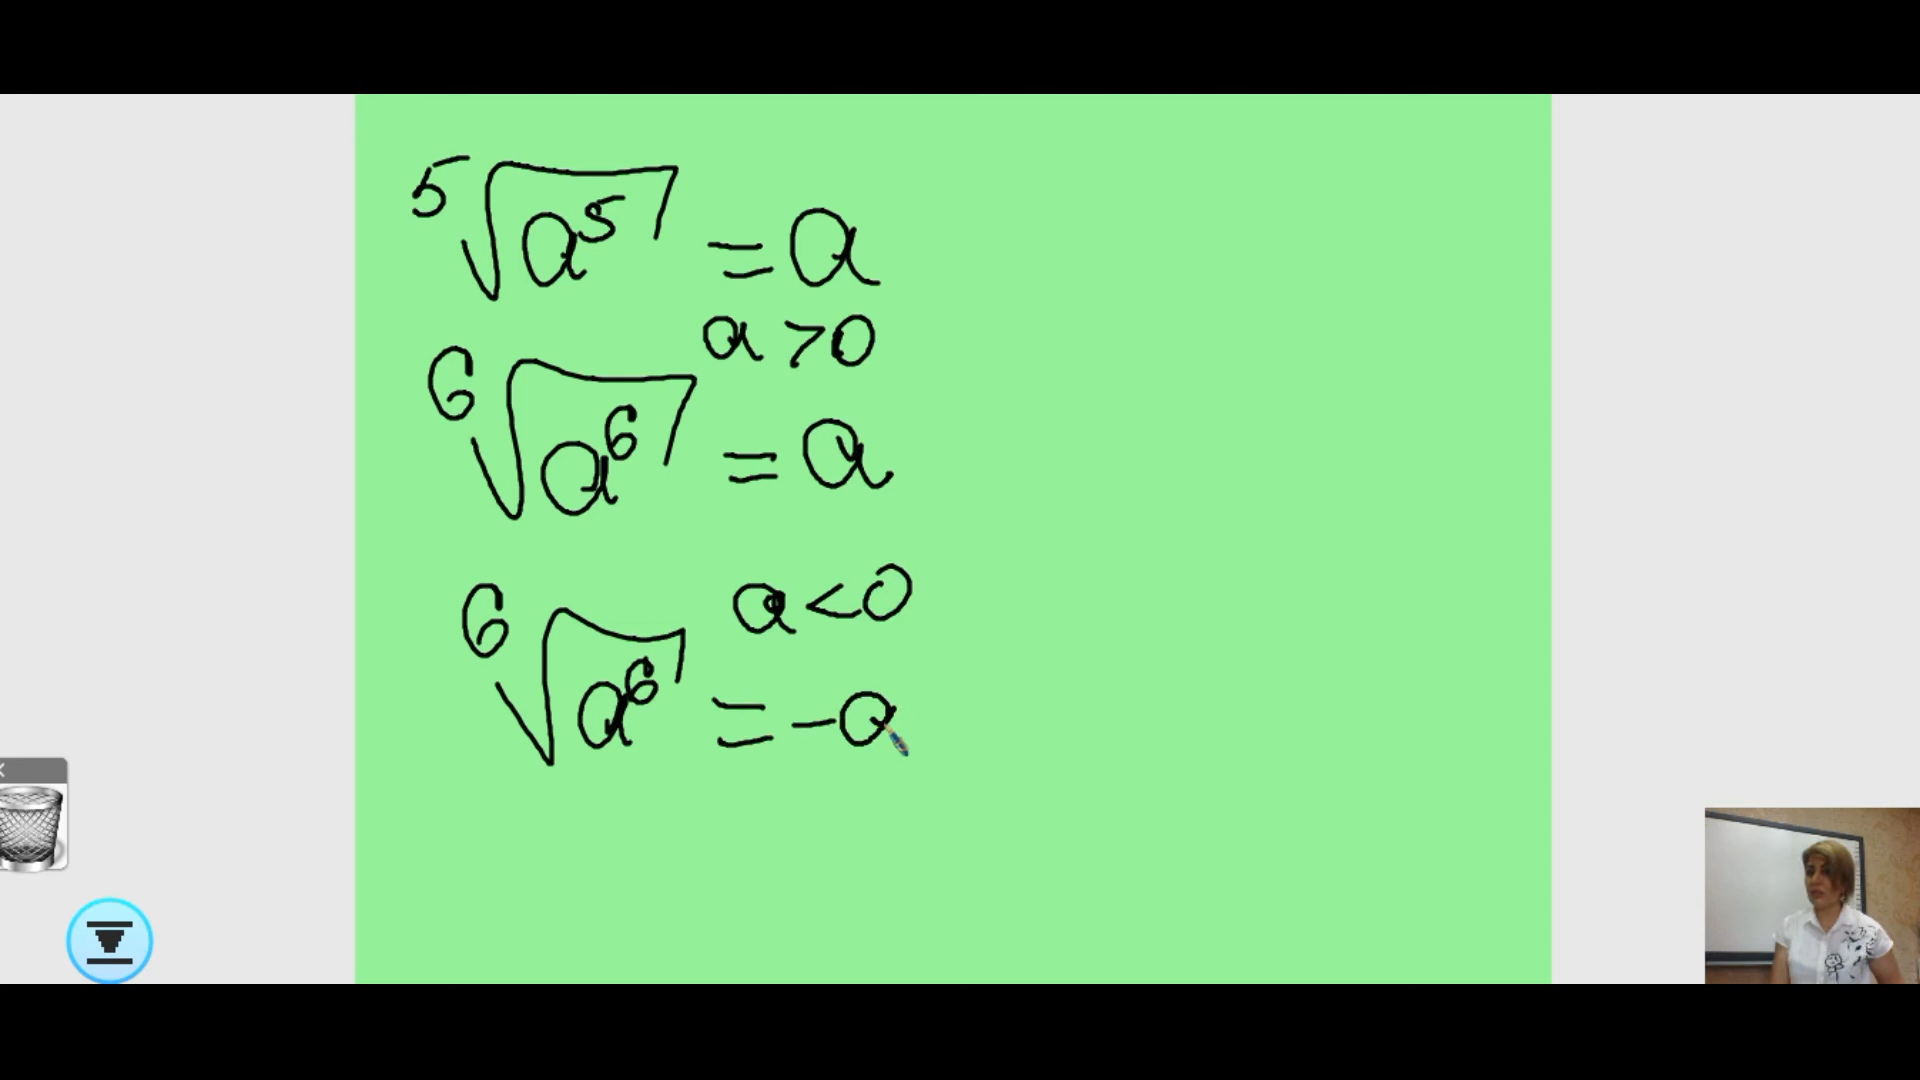 ⁵√a⁵ = a
a > 0
⁶√a⁶ = a
a < 0
⁶√a⁶ = -a